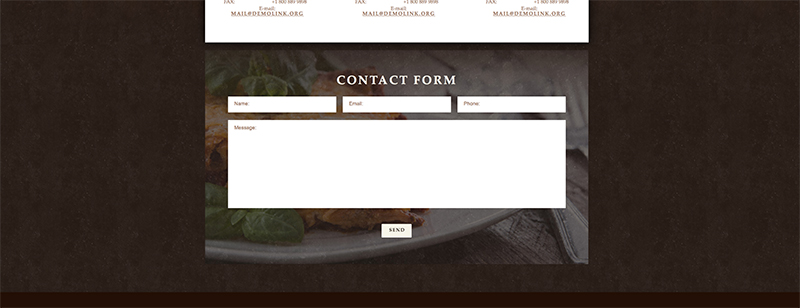 FAX: +1 800 889 9898 FAX: +1 800 889 9898 FAX: +1 800 889 9898
E-mail: E-mail: E-mail:
MAIL@DEMOLINK.ORG MAIL@DEMOLINK.ORG MAIL@DEMOLINK.ORG
CONTACT FORM
Name: Email: Phone:
Message:
SEND